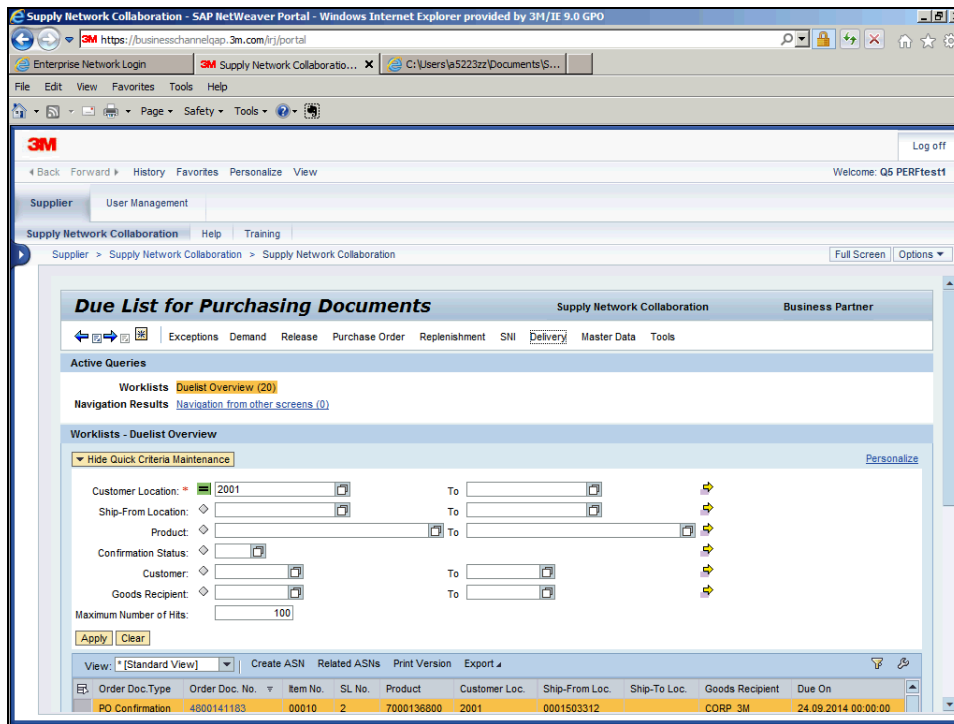 Supply Network Collaboration - SAP NetWeaver Portal - Windows Internet Explorer provided by 3M/IE 9.0 GPO
3M https://businesschannelqap.3m.com/irj/portal
Enterprise Network Login 3M Supply Network Collaboratio... X C:\Users\a5223zz\Documents\S...
File Edit View Favorites Tools Help
Page Safety Tools
3M Log off
Back Forward History Favorites Personalize View Welcome: Q5 PERFtest1
Supplier User Management
Supply Network Collaboration Help Training
Supplier > Supply Network Collaboration > Supply Network Collaboration Full Screen Options
Due List for Purchasing Documents Supply Network Collaboration Business Partner
Exceptions Demand Release Purchase Order Replenishment SNI Delivery Master Data Tools
Active Queries
Worklists Duelist Overview (20)
Navigation Results Navigation from other screens (0)
Worklists - Duelist Overview
Hide Quick Criteria Maintenance Personalize
Customer Location: * 2001 To
Ship-From Location: To
Product: To
Confirmation Status:
Customer: To
Goods Recipient: To
Maximum Number of Hits: 100
Apply Clear
View: * [Standard View] Create ASN Related ASNs Print Version Export
Order Doc.Type Order Doc. No. Item No. SL No. Product Customer Loc. Ship-From Loc. Ship-To Loc. Goods Recipient Due On
PO Confirmation 4800141183 00010 2 7000136800 2001 0001503312 CORP_3M 24.09.2014 00:00:00